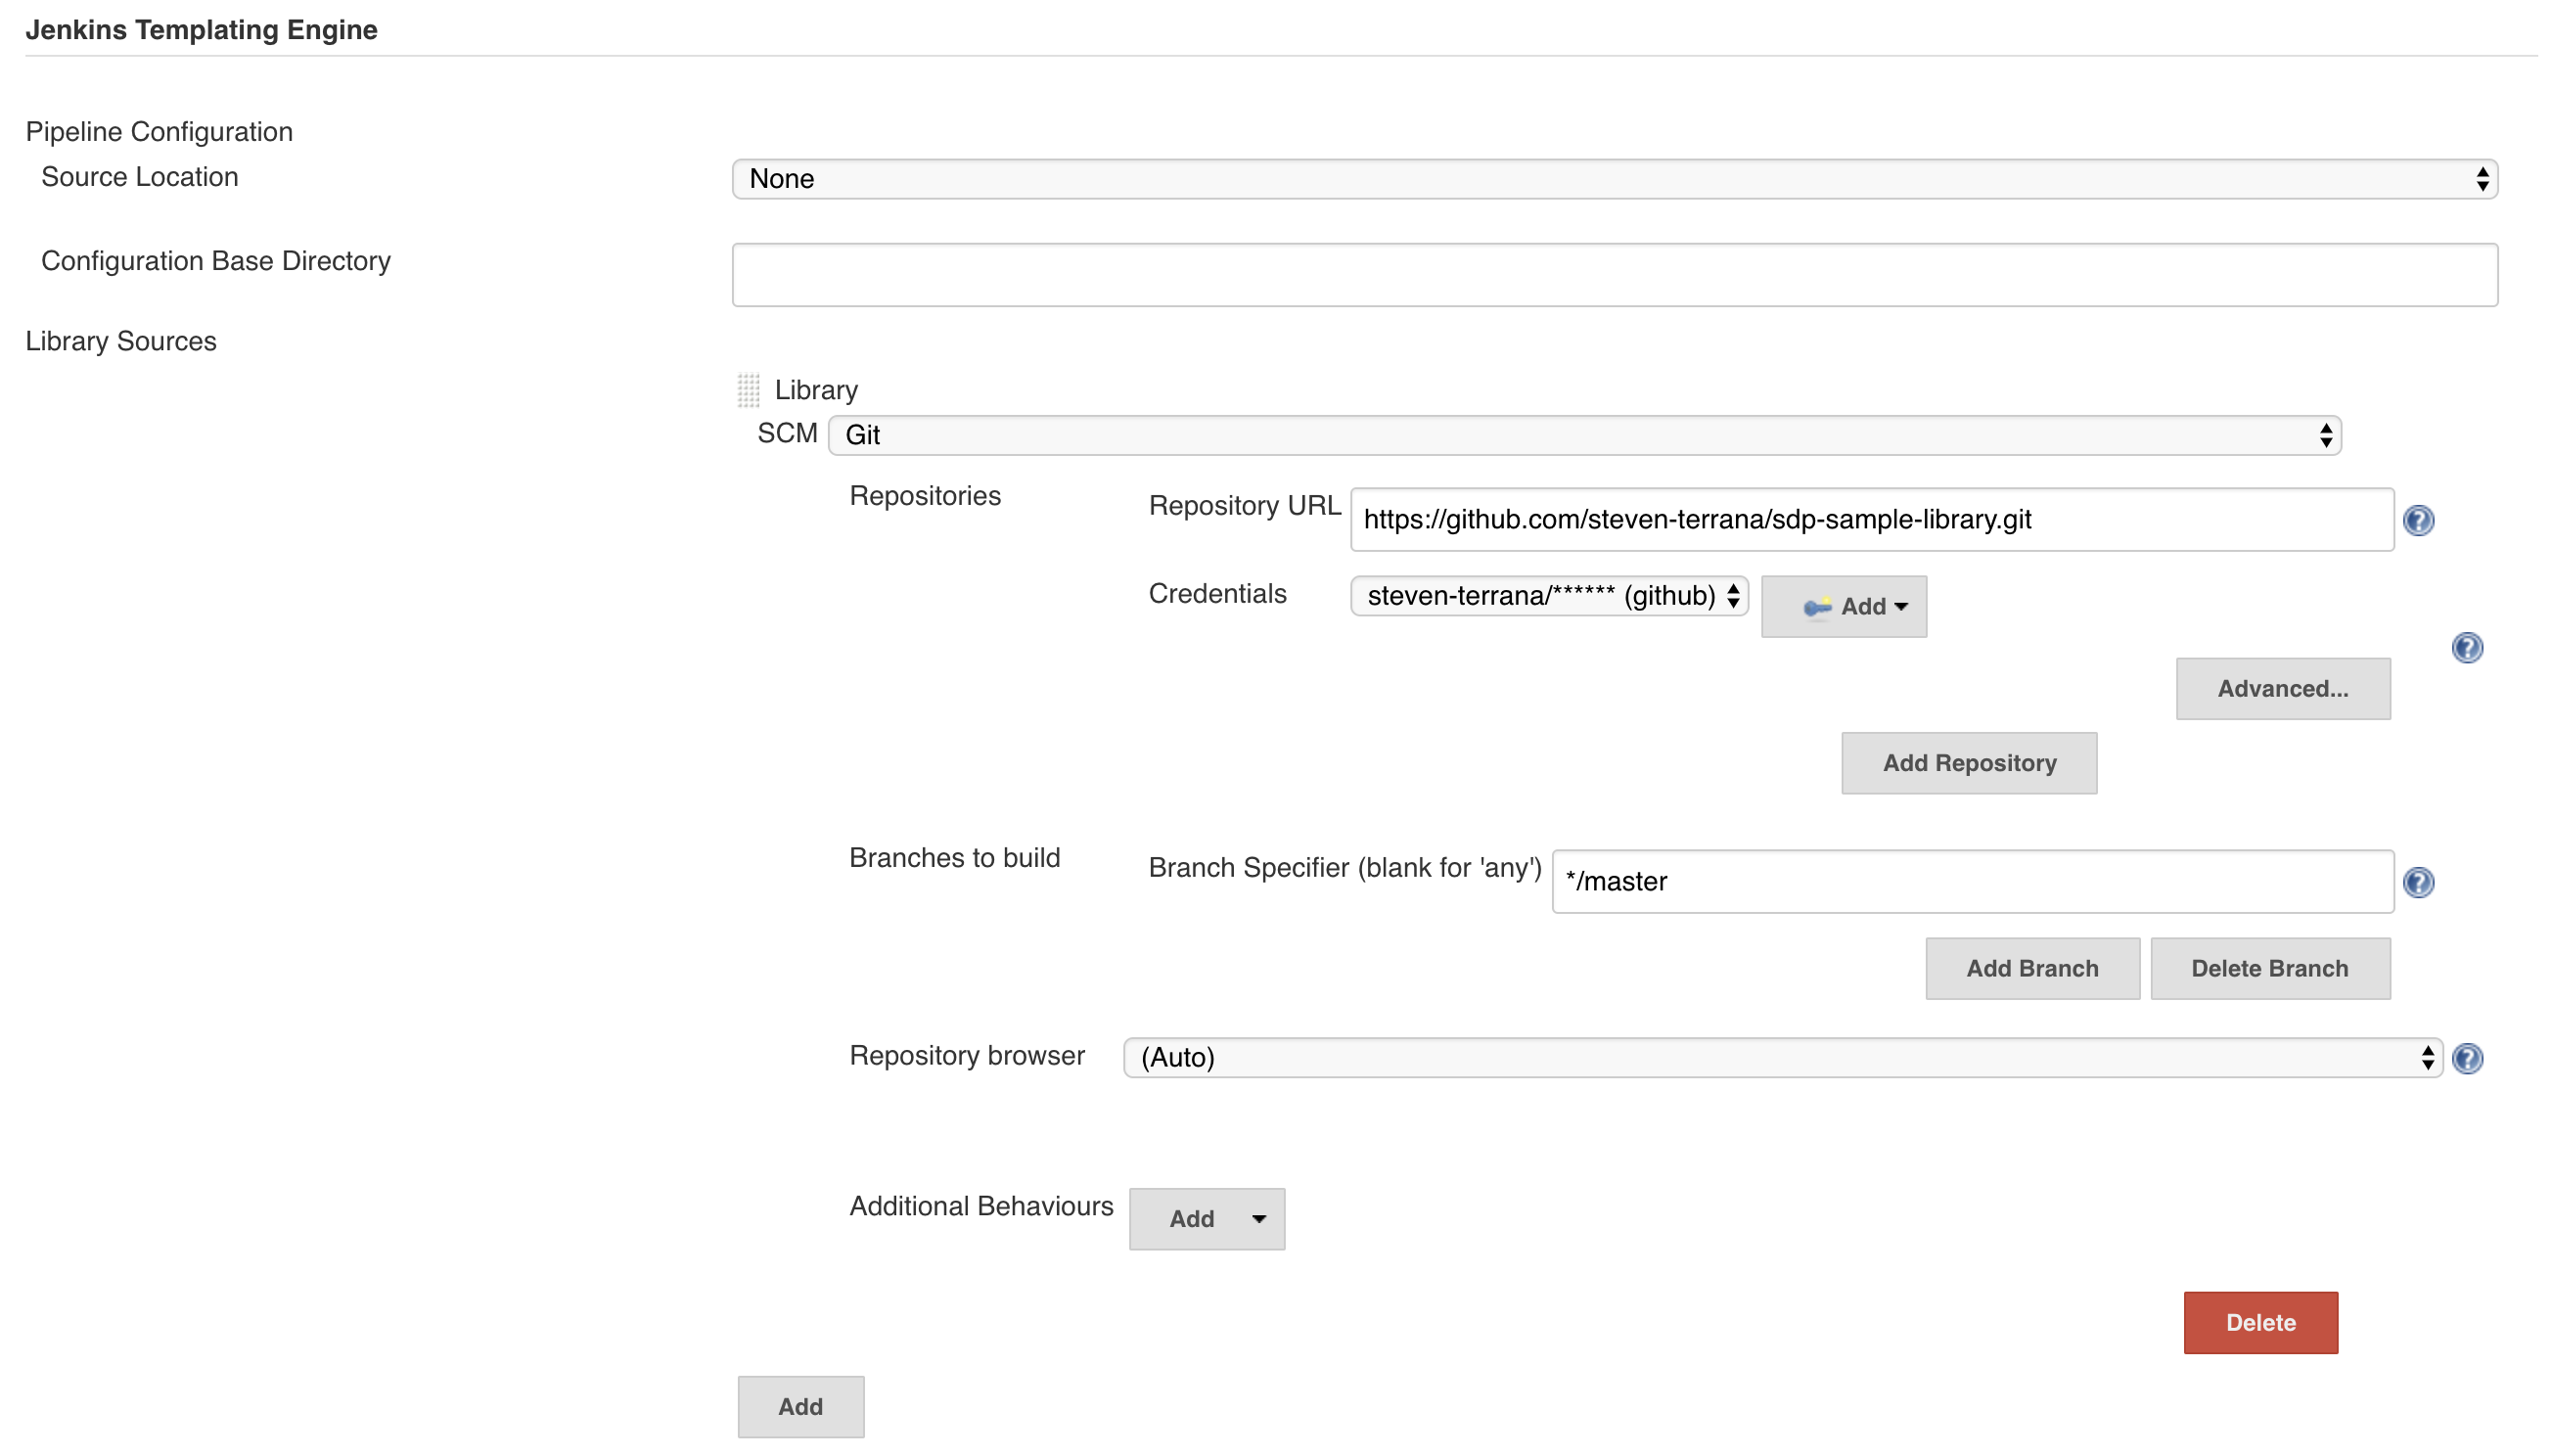 Jenkins Templating Engine
Pipeline Configuration
Source Location
None
Configuration Base Directory
Library Sources
Library
SCM Git
Repositories
Repository URL https://github.com/steven-terrana/sdp-sample-library.git
Credentials steven-terrana/****** (github) Add
Advanced...
Add Repository
Branches to build
Branch Specifier (blank for 'any') */master
Add Branch Delete Branch
Repository browser (Auto)
Additional Behaviours Add
Delete
Add